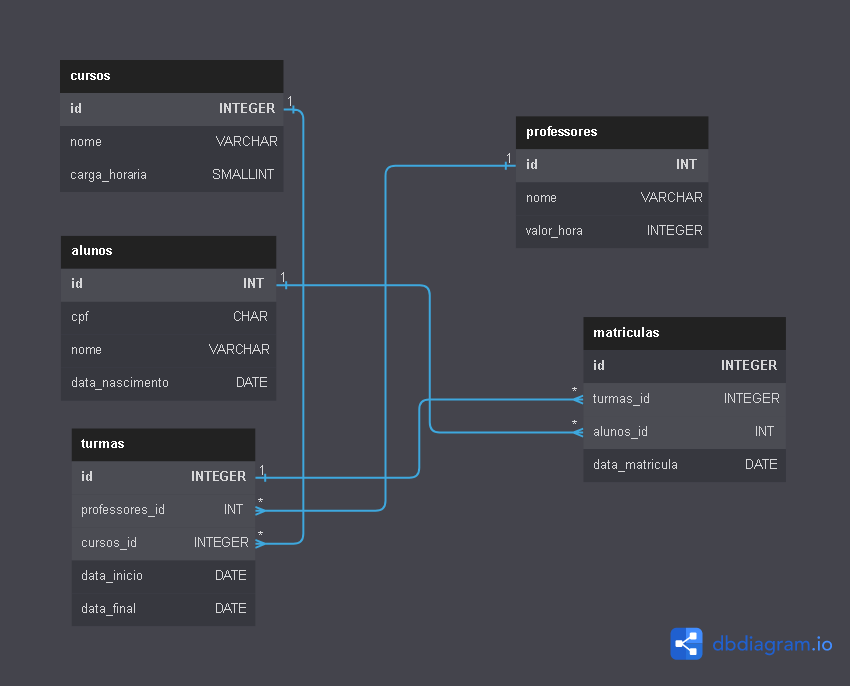 cursos
id INTEGER 1
nome VARCHAR
carga_horaria SMALLINT
professores
1 id INT
nome VARCHAR
valor_hora INTEGER
alunos
id INT 1
cpf CHAR
nome VARCHAR
data_nascimento DATE
matriculas
id INTEGER
* turmas_id INTEGER
* alunos_id INT
data_matricula DATE
turmas
id INTEGER 1
professores_id INT *
cursos_id INTEGER *
data_inicio DATE
data_final DATE
dbdiagram.io